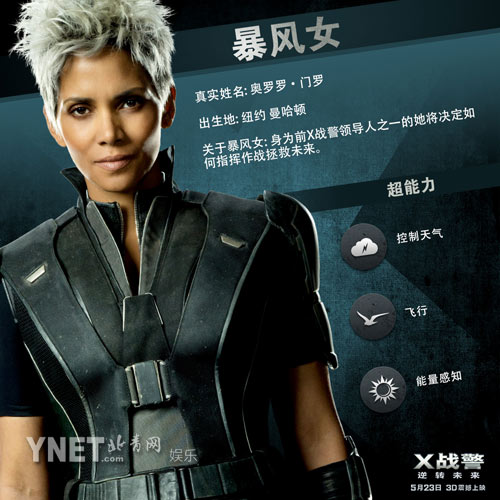 暴风女
真实姓名: 奥罗罗·门罗
出生地: 纽约 曼哈顿
关于暴风女: 身为前X战警领导人之一的她将决定如
何指挥作战拯救未来。
超能力
控制天气
飞行
能量感知
YNET.com 北青网 娱乐
X战警
逆转未来
5月23日 3D震撼上映